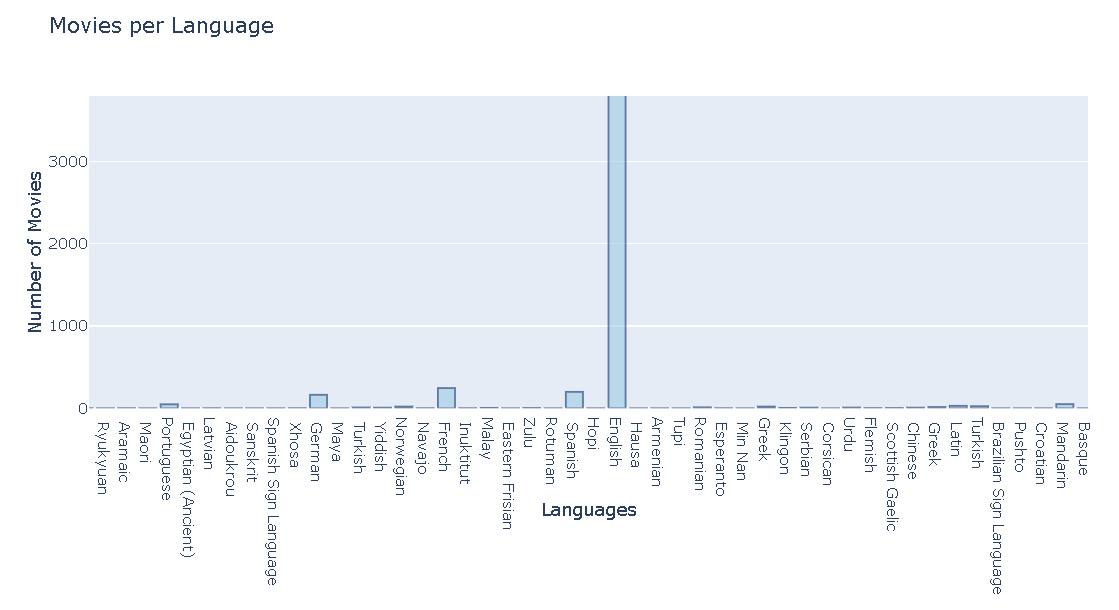 Movies per Language
Number of Movies
3000
2000
1000
0
Ryukyuan
Aramaic
Maori
Portuguese
Egyptian (Ancient)
Latvian
Aidoukrou
Sanskrit
Spanish Sign Language
Xhosa
German
Maya
Turkish
Yiddish
Norwegian
Navajo
French
Inuktitut
Malay
Eastern Frisian
Zulu
Rotuman
Spanish
Hopi
English
Hausa
Armenian
Tupi
Romanian
Esperanto
Min Nan
Greek
Klingon
Serbian
Corsican
Urdu
Flemish
Scottish Gaelic
Chinese
Greek
Latin
Turkish
Brazilian Sign Language
Pushto
Croatian
Mandarin
Basque
Languages